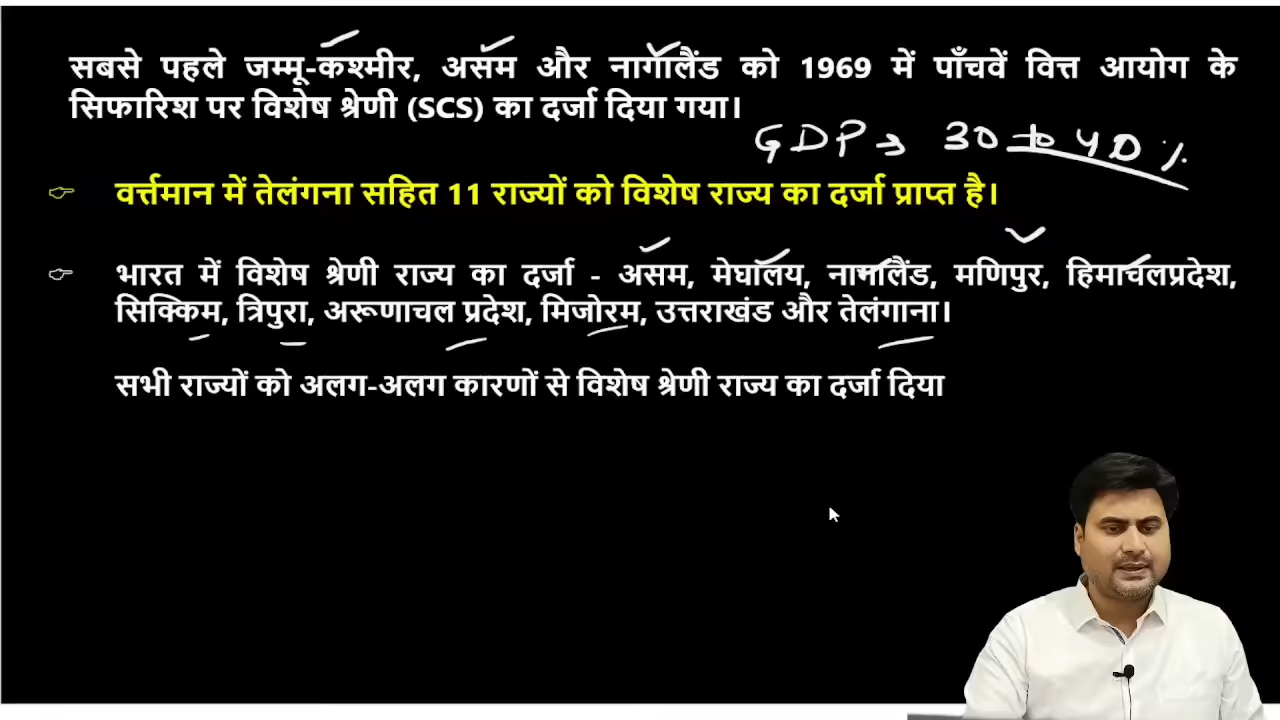 सबसे पहले जम्मू-कश्मीर, असम और नागालैंड को 1969 में पाँचवें वित्त आयोग के
सिफारिश पर विशेष श्रेणी (SCS) का दर्जा दिया गया।
GDP → 30 to 40 %
☞ वर्त्तमान में तेलंगना सहित 11 राज्यों को विशेष राज्य का दर्जा प्राप्त है।
☞ भारत में विशेष श्रेणी राज्य का दर्जा - असम, मेघालय, नागालैंड, मणिपुर, हिमाचलप्रदेश,
सिक्किम, त्रिपुरा, अरूणाचल प्रदेश, मिजोरम, उत्तराखंड और तेलंगाना।
सभी राज्यों को अलग-अलग कारणों से विशेष श्रेणी राज्य का दर्जा दिया